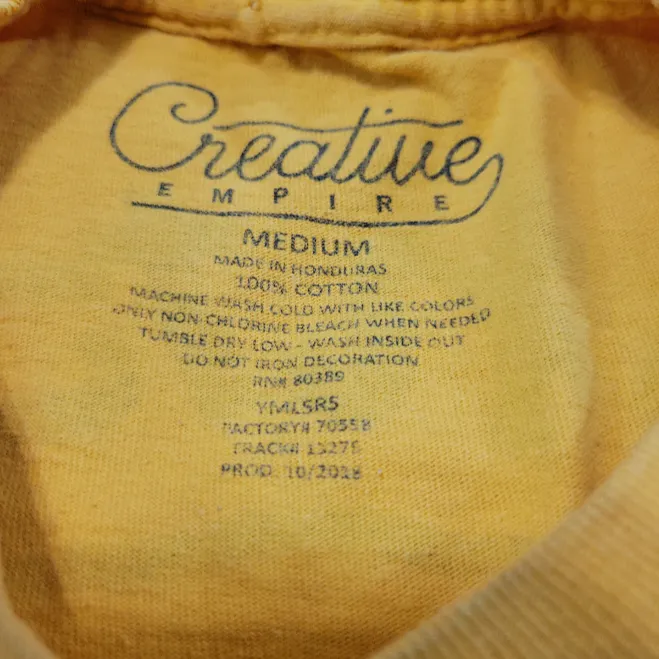 Creative
EMPIRE
MEDIUM
MADE IN HONDURAS
100% COTTON
MACHINE WASH COLD WITH LIKE COLORS
ONLY NON-CHLORINE BLEACH WHEN NEEDED
TUMBLE DRY LOW - WASH INSIDE OUT
DO NOT IRON DECORATION
RN# 80389
YMLSRS
FACTORY# 70558
TRACK# 13276
PROD. 10/2018